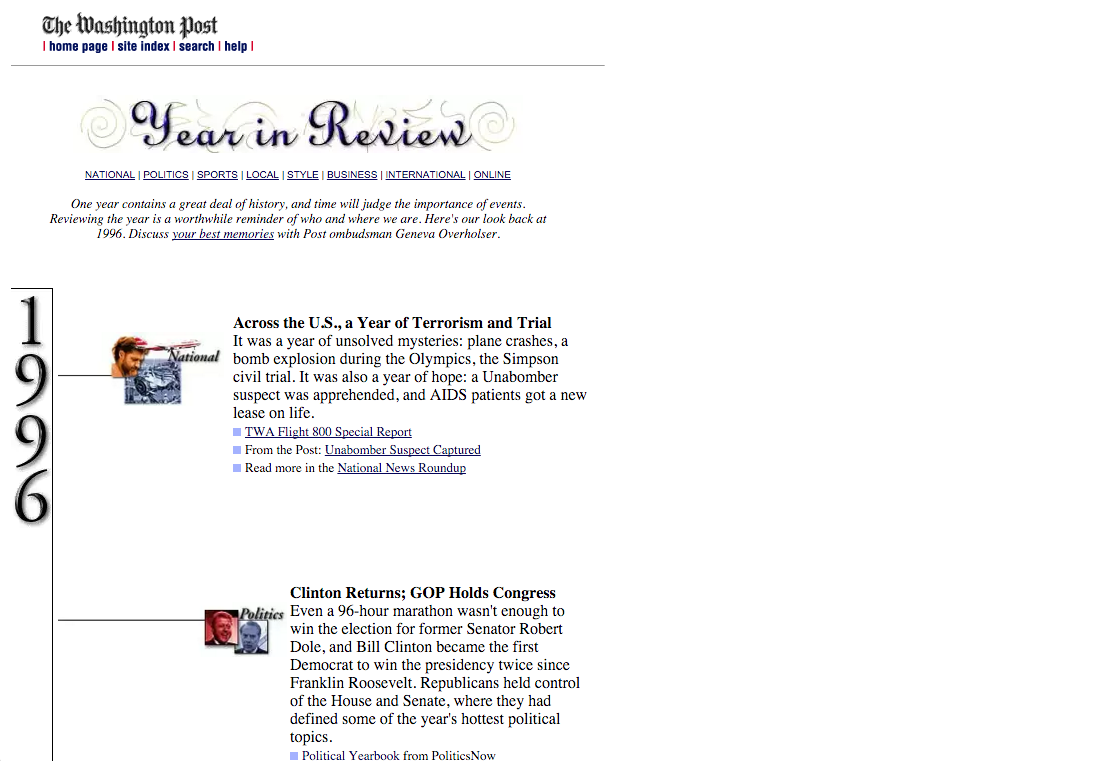 The Washington Post
| home page | site index | search | help |
Year in Review
NATIONAL | POLITICS | SPORTS | LOCAL | STYLE | BUSINESS | INTERNATIONAL | ONLINE
One year contains a great deal of history, and time will judge the importance of events.
Reviewing the year is a worthwhile reminder of who and where we are. Here's our look back at
1996. Discuss your best memories with Post ombudsman Geneva Overholser.
1
9
9
6
National
Across the U.S., a Year of Terrorism and Trial
It was a year of unsolved mysteries: plane crashes, a
bomb explosion during the Olympics, the Simpson
civil trial. It was also a year of hope: a Unabomber
suspect was apprehended, and AIDS patients got a new
lease on life.
TWA Flight 800 Special Report
From the Post: Unabomber Suspect Captured
Read more in the National News Roundup
Politics
Clinton Returns; GOP Holds Congress
Even a 96-hour marathon wasn't enough to
win the election for former Senator Robert
Dole, and Bill Clinton became the first
Democrat to win the presidency twice since
Franklin Roosevelt. Republicans held control
of the House and Senate, where they had
defined some of the year's hottest political
topics.
Political Yearbook from PoliticsNow